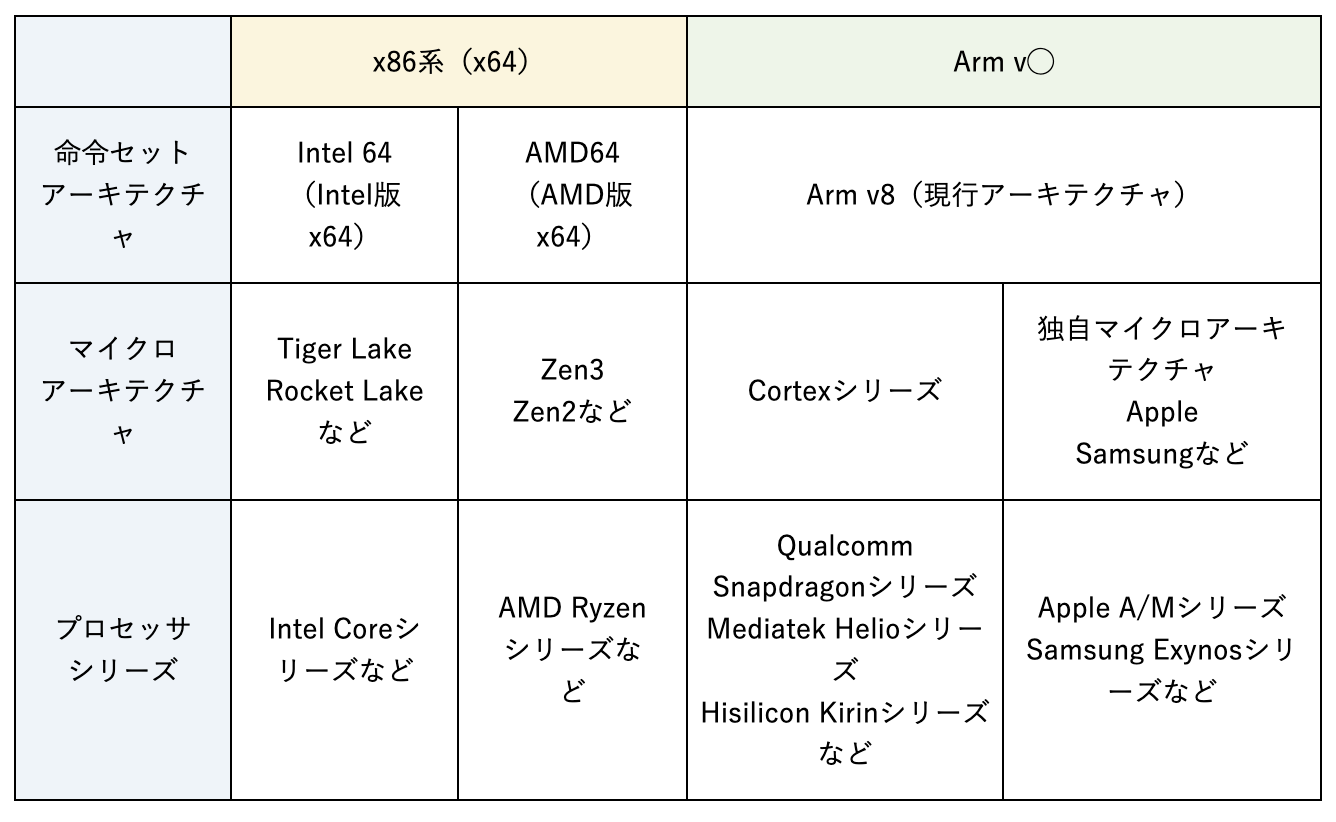 x86系（x64）
Arm v◯
命令セット
アーキテクチ
ャ
Intel 64
（Intel版
x64）
AMD64
（AMD版
x64）
Arm v8（現行アーキテクチャ）
マイクロ
アーキテクチ
ャ
Tiger Lake
Rocket Lake
など
Zen3
Zen2など
Cortexシリーズ
独自マイクロアーキ
テクチャ
Apple
Samsungなど
プロセッサ
シリーズ
Intel Coreシ
リーズなど
AMD Ryzen
シリーズな
ど
Qualcomm
Snapdragonシリーズ
Mediatek Helioシリー
ズ
Hisilicon Kirinシリーズ
など
Apple A/Mシリーズ
Samsung Exynosシリ
ーズなど